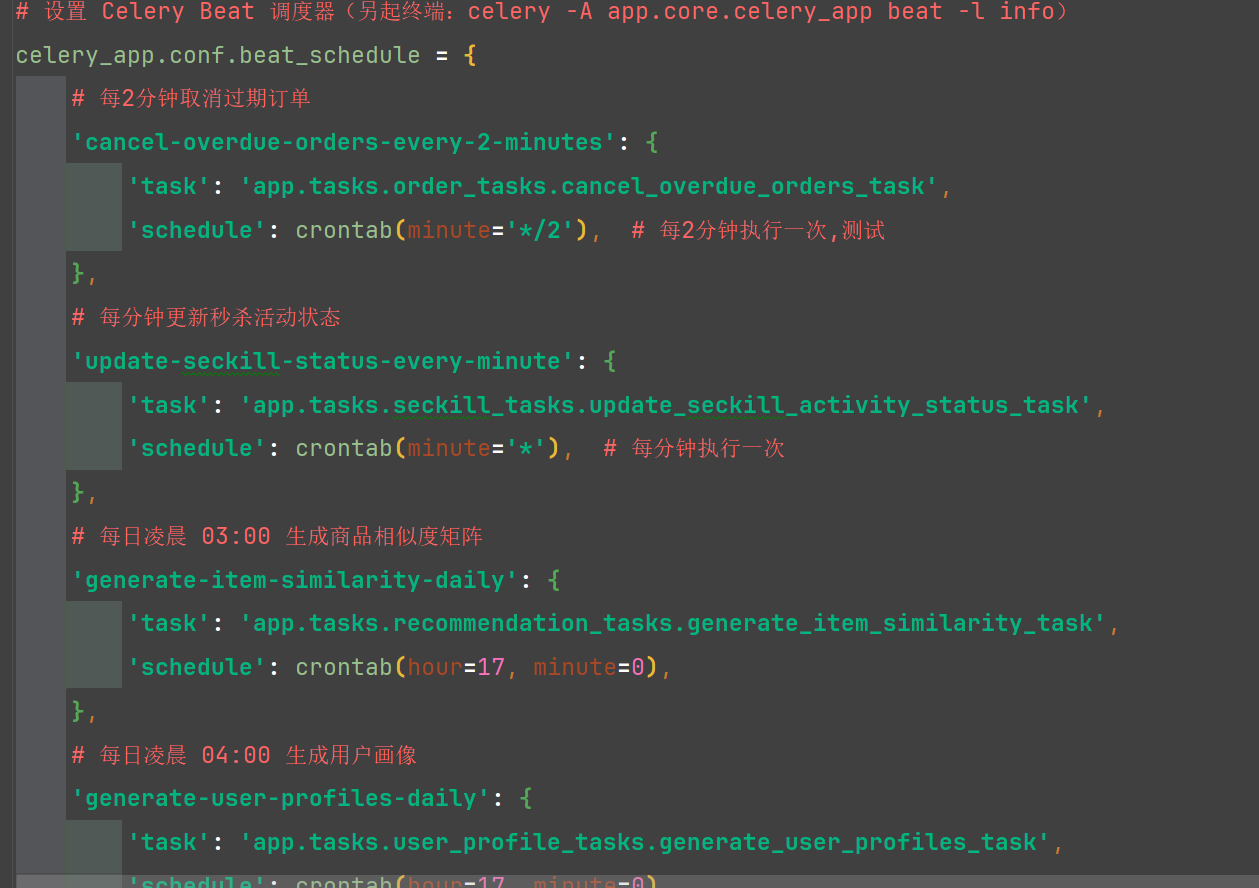 # 设置 Celery Beat 调度器（另起终端：celery -A app.core.celery_app beat -l info）
celery_app.conf.beat_schedule = {
    # 每2分钟取消过期订单
    'cancel-overdue-orders-every-2-minutes': {
        'task': 'app.tasks.order_tasks.cancel_overdue_orders_task',
        'schedule': crontab(minute='*/2'),  # 每2分钟执行一次,测试
    },
    # 每分钟更新秒杀活动状态
    'update-seckill-status-every-minute': {
        'task': 'app.tasks.seckill_tasks.update_seckill_activity_status_task',
        'schedule': crontab(minute='*'),  # 每分钟执行一次
    },
    # 每日凌晨 03:00 生成商品相似度矩阵
    'generate-item-similarity-daily': {
        'task': 'app.tasks.recommendation_tasks.generate_item_similarity_task',
        'schedule': crontab(hour=17, minute=0),
    },
    # 每日凌晨 04:00 生成用户画像
    'generate-user-profiles-daily': {
        'task': 'app.tasks.user_profile_tasks.generate_user_profiles_task',
        'schedule': crontab(hour=17, minute=0)